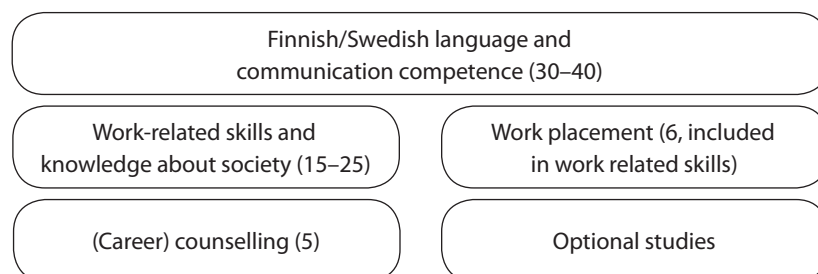 Finnish/Swedish language and
communication competence (30–40)
Work-related skills and
knowledge about society (15–25)
Work placement (6, included
in work related skills)
(Career) counselling (5)
Optional studies